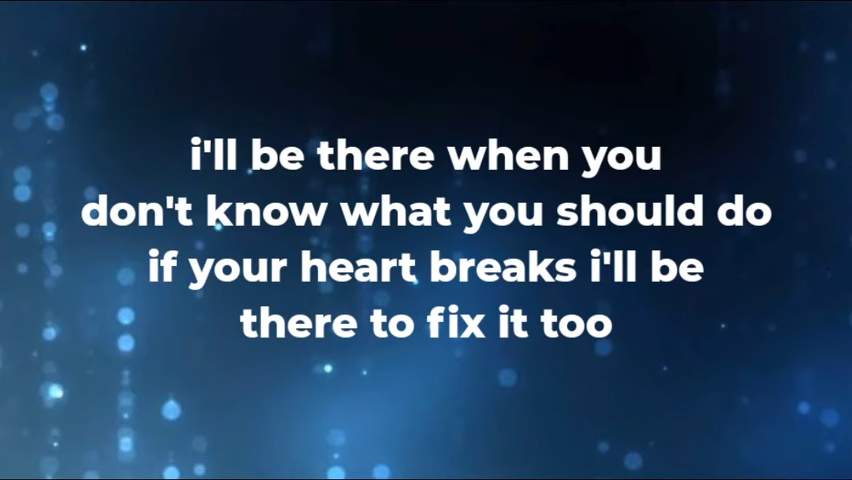 i'll be there when you
don't know what you should do
if your heart breaks i'll be
there to fix it too